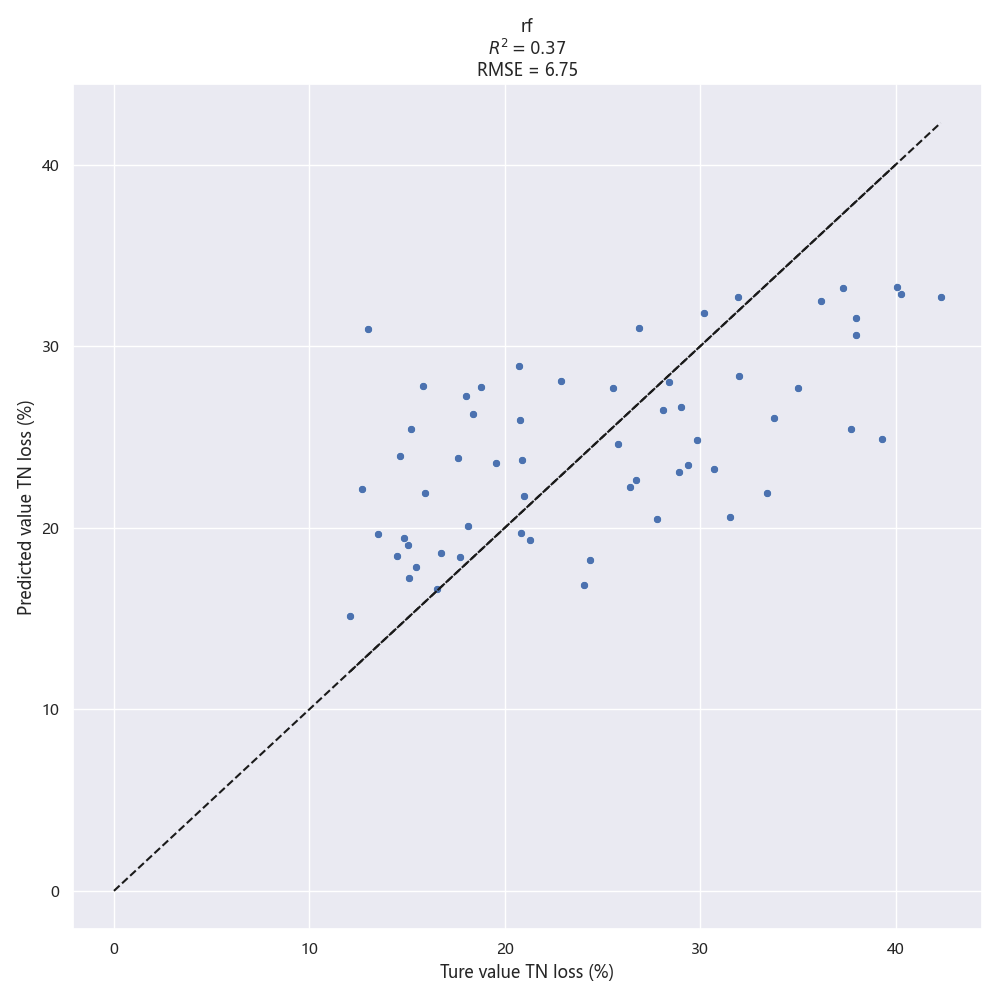 rf
R² = 0.37
RMSE = 6.75
Predicted value TN loss (%)
40
30
20
10
0
0 10 20 30 40
Ture value TN loss (%)